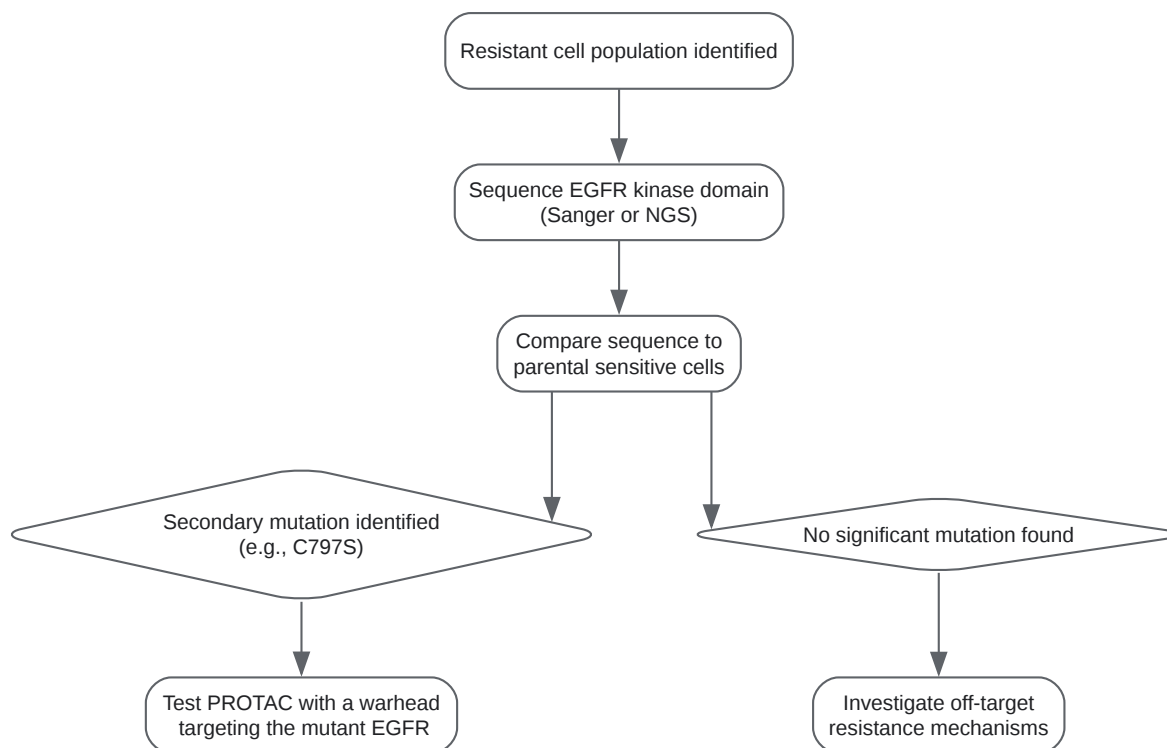 Resistant cell population identified
Sequence EGFR kinase domain
(Sanger or NGS)
Compare sequence to
parental sensitive cells
Secondary mutation identified
(e.g., C797S)
No significant mutation found
Test PROTAC with a warhead
targeting the mutant EGFR
Investigate off-target
resistance mechanisms